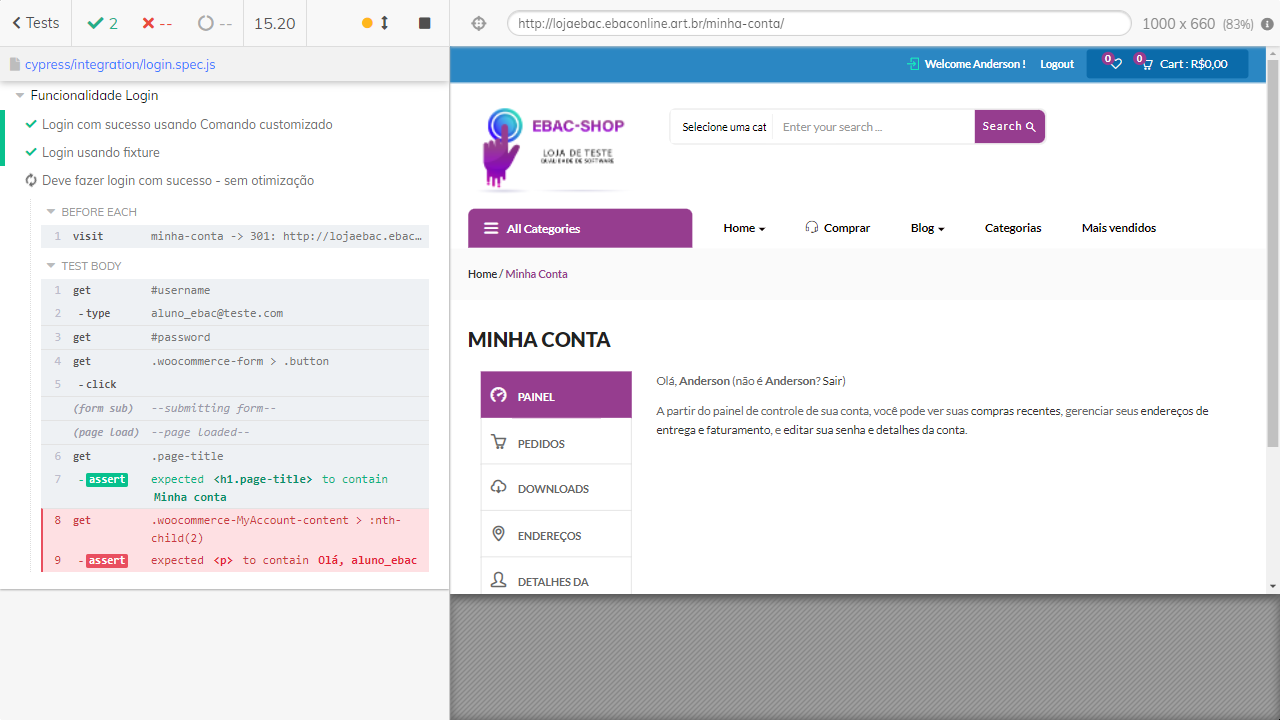 Tests
2
--
--
15.20
http://lojaebac.ebaconline.art.br/minha-conta/
1000 x 660 (83%)
cypress/integration/login.spec.js
Funcionalidade Login
Login com sucesso usando Comando customizado
Login usando fixture
Deve fazer login com sucesso - sem otimização
BEFORE EACH
1 visit minha-conta -> 301: http://lojaebac.ebac…
TEST BODY
1 get #username
2 -type aluno_ebac@teste.com
3 get #password
4 get .woocommerce-form > .button
5 -click
(form sub) --submitting form--
(page load) --page loaded--
6 get .page-title
7 -assert expected <h1.page-title> to contain
Minha conta
8 get .woocommerce-MyAccount-content > :nth-
child(2)
9 -assert expected <p> to contain Olá, aluno_ebac
Welcome Anderson !
Logout
0
0
Cart : R$0,00
EBAC-SHOP
LOJA DE TESTE
QUALIDADE DE SOFTWARE
Selecione uma cat
Enter your search ...
Search
All Categories
Home
Comprar
Blog
Categorias
Mais vendidos
Home / Minha Conta
MINHA CONTA
PAINEL
PEDIDOS
DOWNLOADS
ENDEREÇOS
DETALHES DA
Olá, Anderson (não é Anderson? Sair)
A partir do painel de controle de sua conta, você pode ver suas compras recentes, gerenciar seus endereços de
entrega e faturamento, e editar sua senha e detalhes da conta.